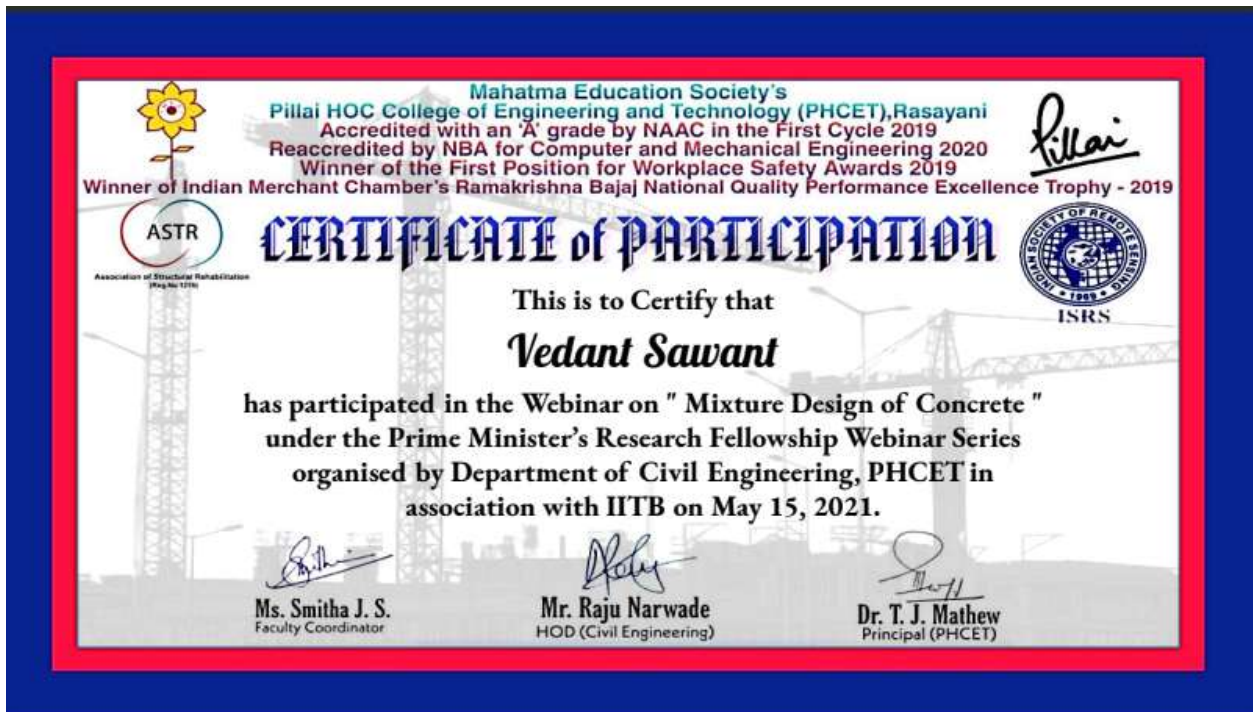 Mahatma Education Society's
Pillai HOC College of Engineering and Technology (PHCET),Rasayani
Accredited with an 'A' grade by NAAC in the First Cycle 2019
Reaccredited by NBA for Computer and Mechanical Engineering 2020
Winner of the First Position for Workplace Safety Awards 2019
Winner of Indian Merchant Chamber's Ramakrishna Bajaj National Quality Performance Excellence Trophy - 2019
Pillai
ASTR
Association of Structural Rehabilitation
CERTIFICATE of PARTICIPATION
INDIAN SOCIETY OF REMOTE SENSING
1969
ISRS
This is to Certify that
Vedant Sawant
has participated in the Webinar on " Mixture Design of Concrete "
under the Prime Minister's Research Fellowship Webinar Series
organised by Department of Civil Engineering, PHCET in
association with IITB on May 15, 2021.
Ms. Smitha J. S.
Faculty Coordinator
Mr. Raju Narwade
HOD (Civil Engineering)
Dr. T. J. Mathew
Principal (PHCET)